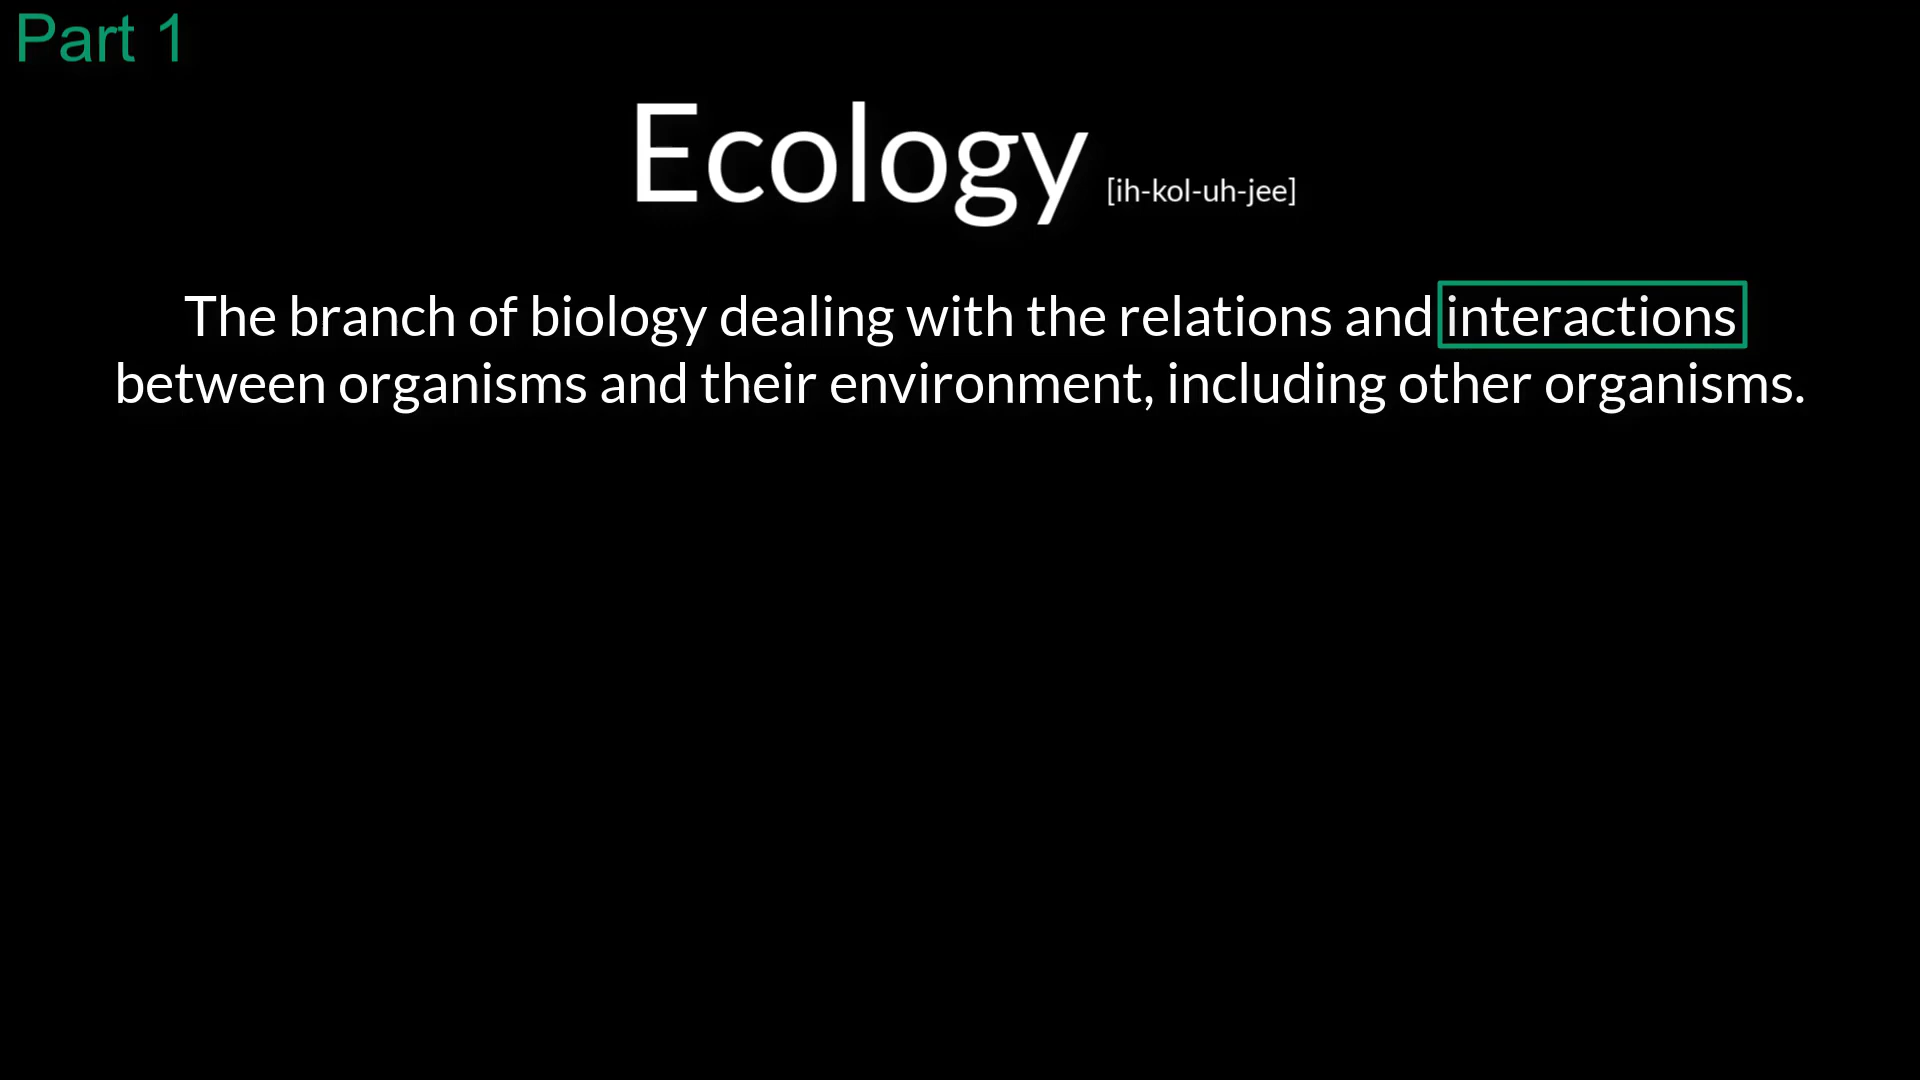 Part 1
Ecology [ih-kol-uh-jee]
The branch of biology dealing with the relations and interactions
between organisms and their environment, including other organisms.